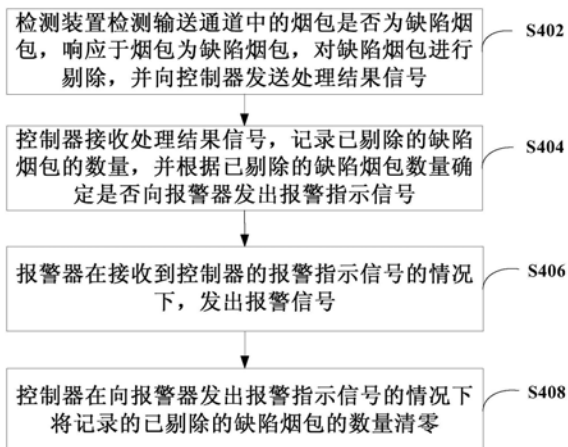 检测装置检测输送通道中的烟包是否为缺陷烟
包，响应于烟包为缺陷烟包，对缺陷烟包进行
剔除，并向控制器发送处理结果信号
S402
控制器接收处理结果信号，记录已剔除的缺陷
烟包的数量，并根据已剔除的缺陷烟包数量确
定是否向报警器发出报警指示信号
S404
报警器在接收到控制器的报警指示信号的情况
下，发出报警信号
S406
控制器在向报警器发出报警指示信号的情况下
将记录的已剔除的缺陷烟包的数量清零
S408